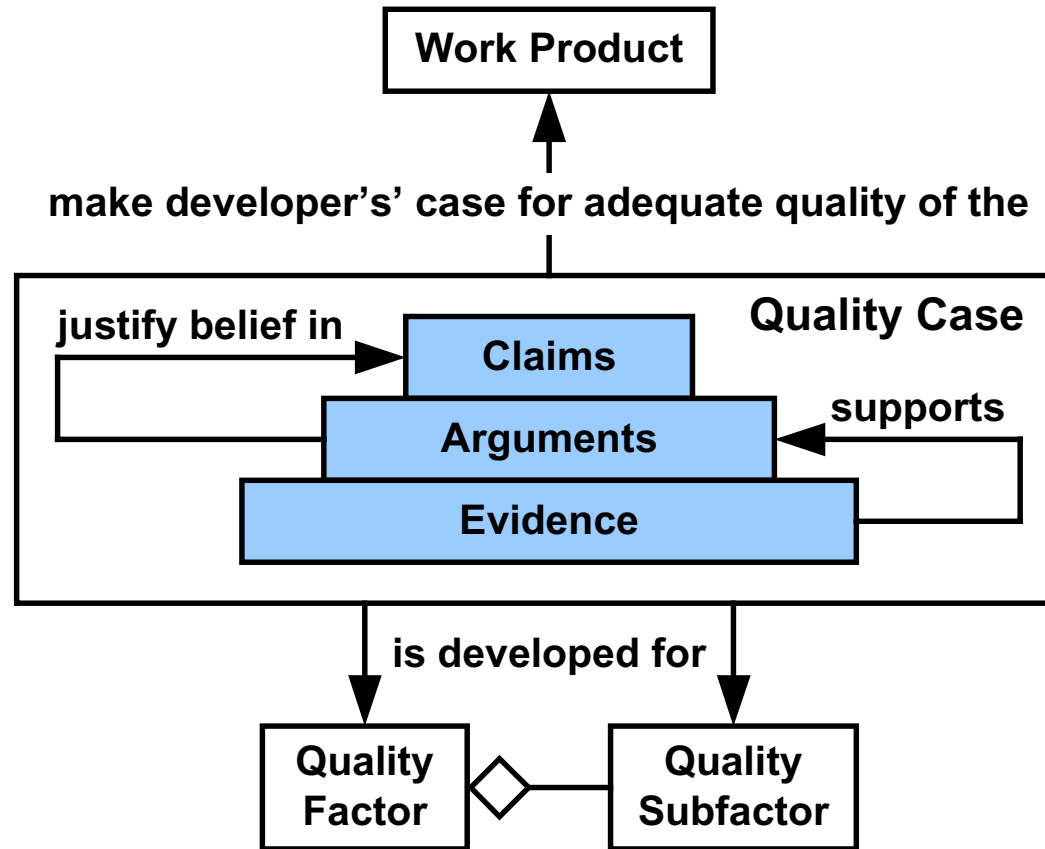 Work Product
make developer’s’ case for adequate quality of the
Quality Case
justify belief in
Claims
supports
Arguments
Evidence
is developed for
Quality
Factor
Quality
Subfactor